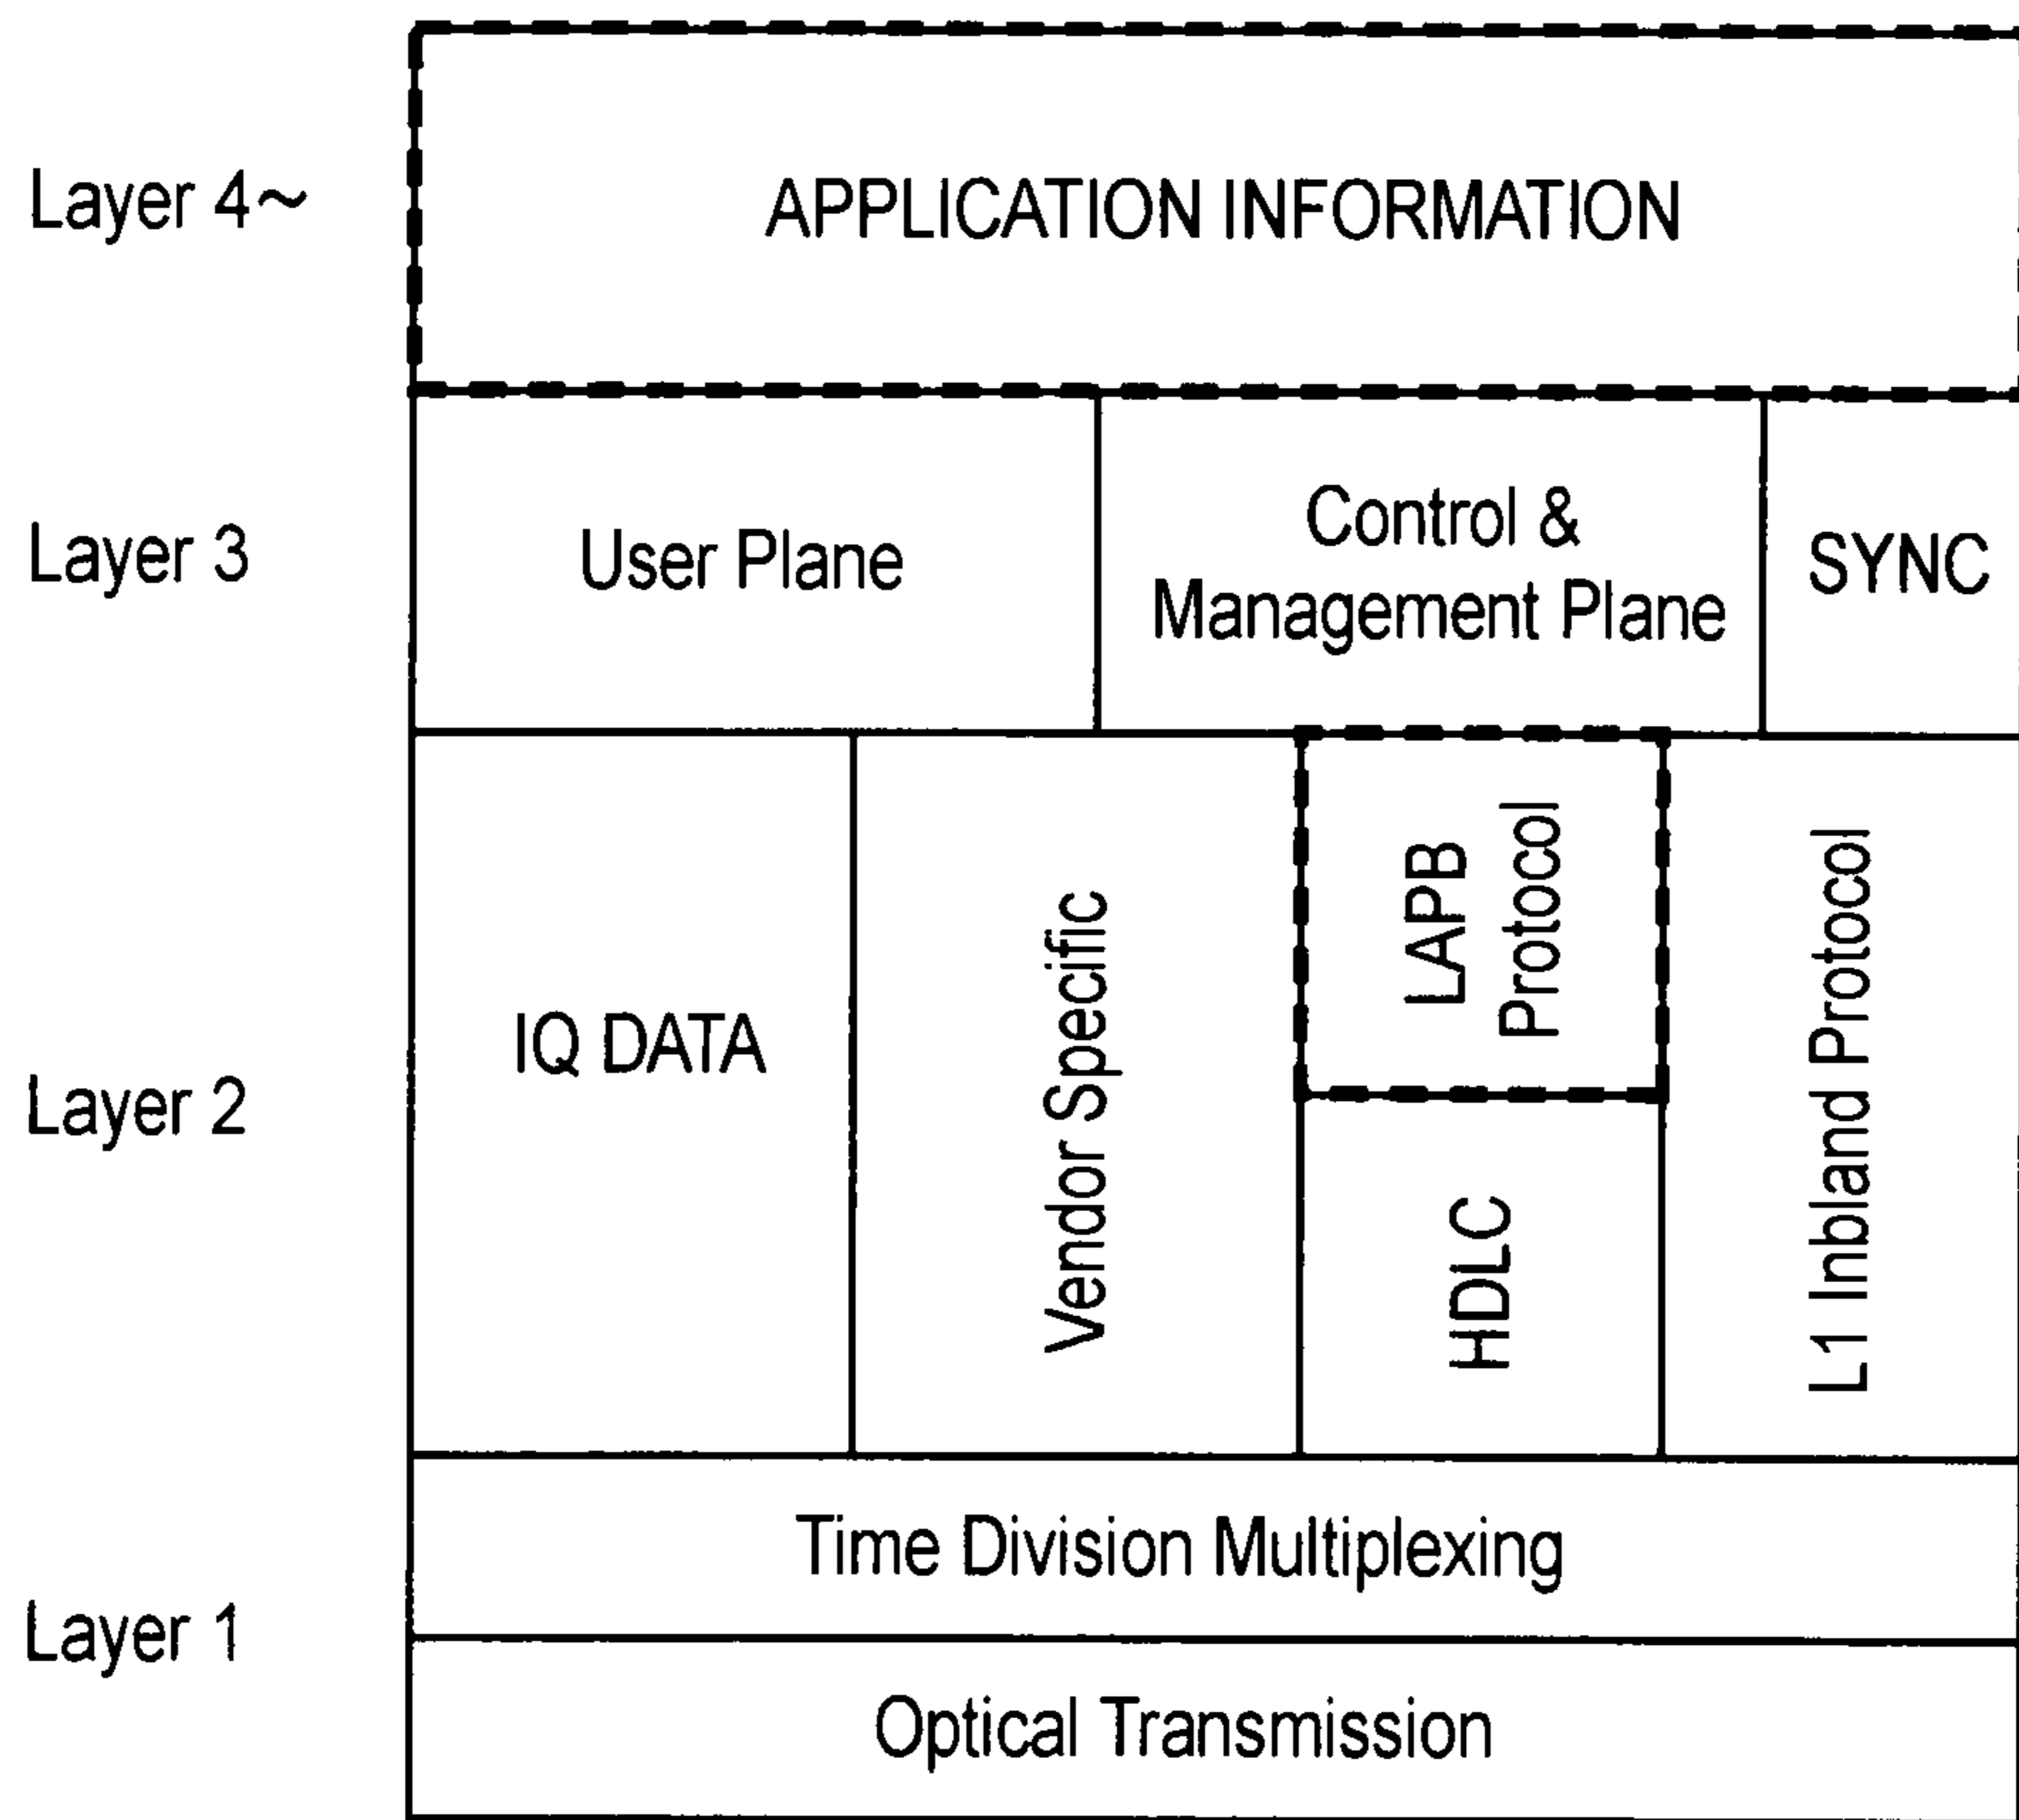 Layer 4~
APPLICATION INFORMATION
Layer 3
User Plane
Control &
Management Plane
SYNC
Layer 2
IQ DATA
Vendor Specific
LAPB
Protocol
HDLC
L1 Inbland Protocol
Layer 1
Time Division Multiplexing
Optical Transmission